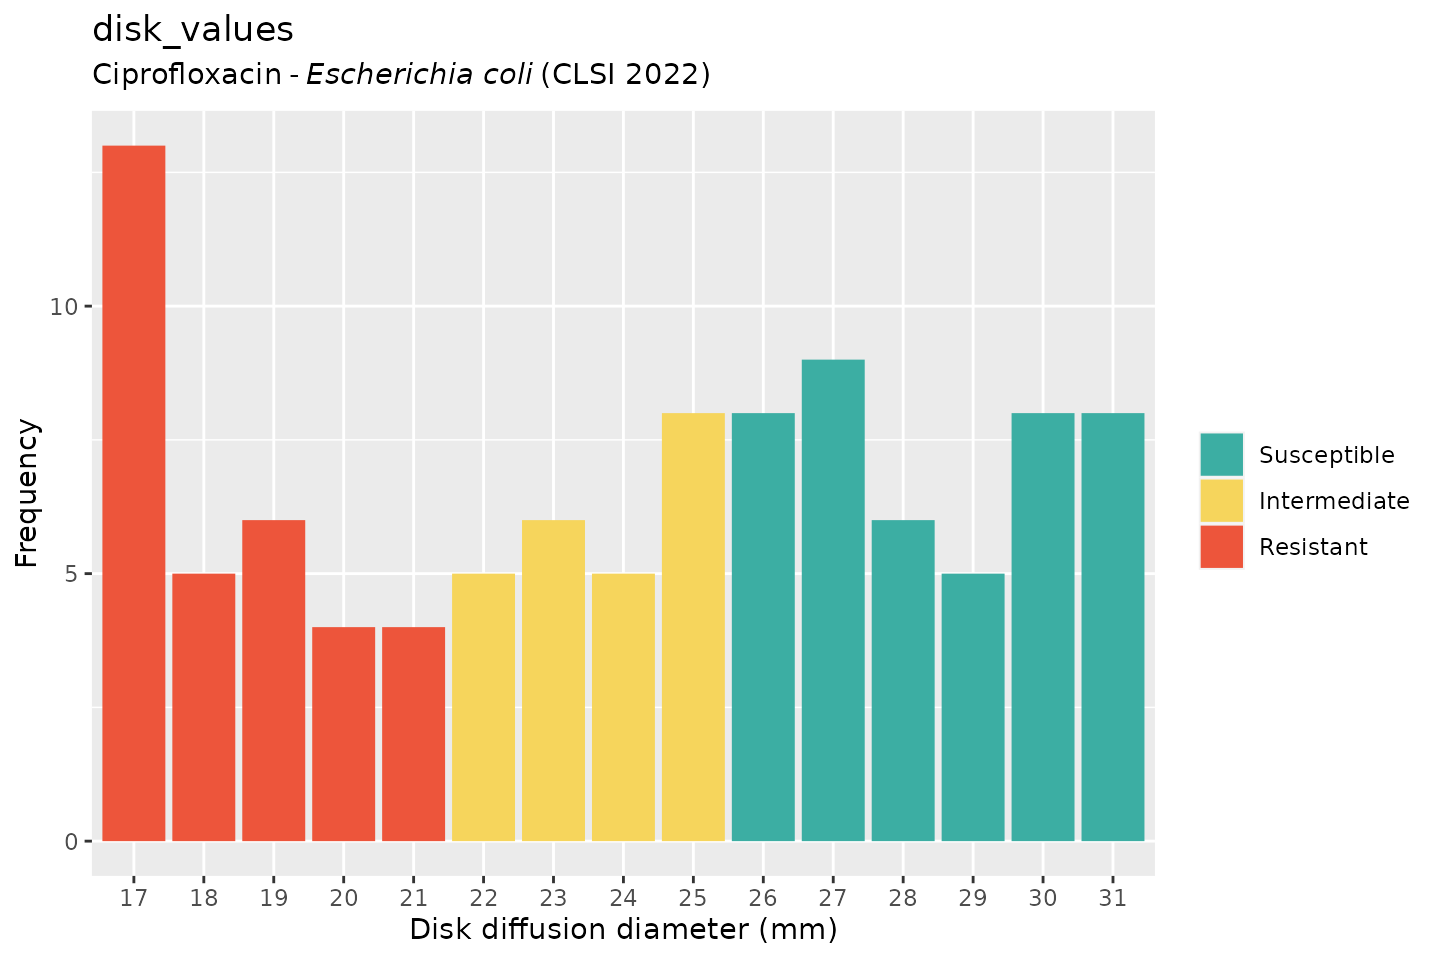 disk_values
Ciprofloxacin - Escherichia coli (CLSI 2022)
Frequency
10
5
0
17 18 19 20 21 22 23 24 25 26 27 28 29 30 31
Disk diffusion diameter (mm)
Susceptible
Intermediate
Resistant